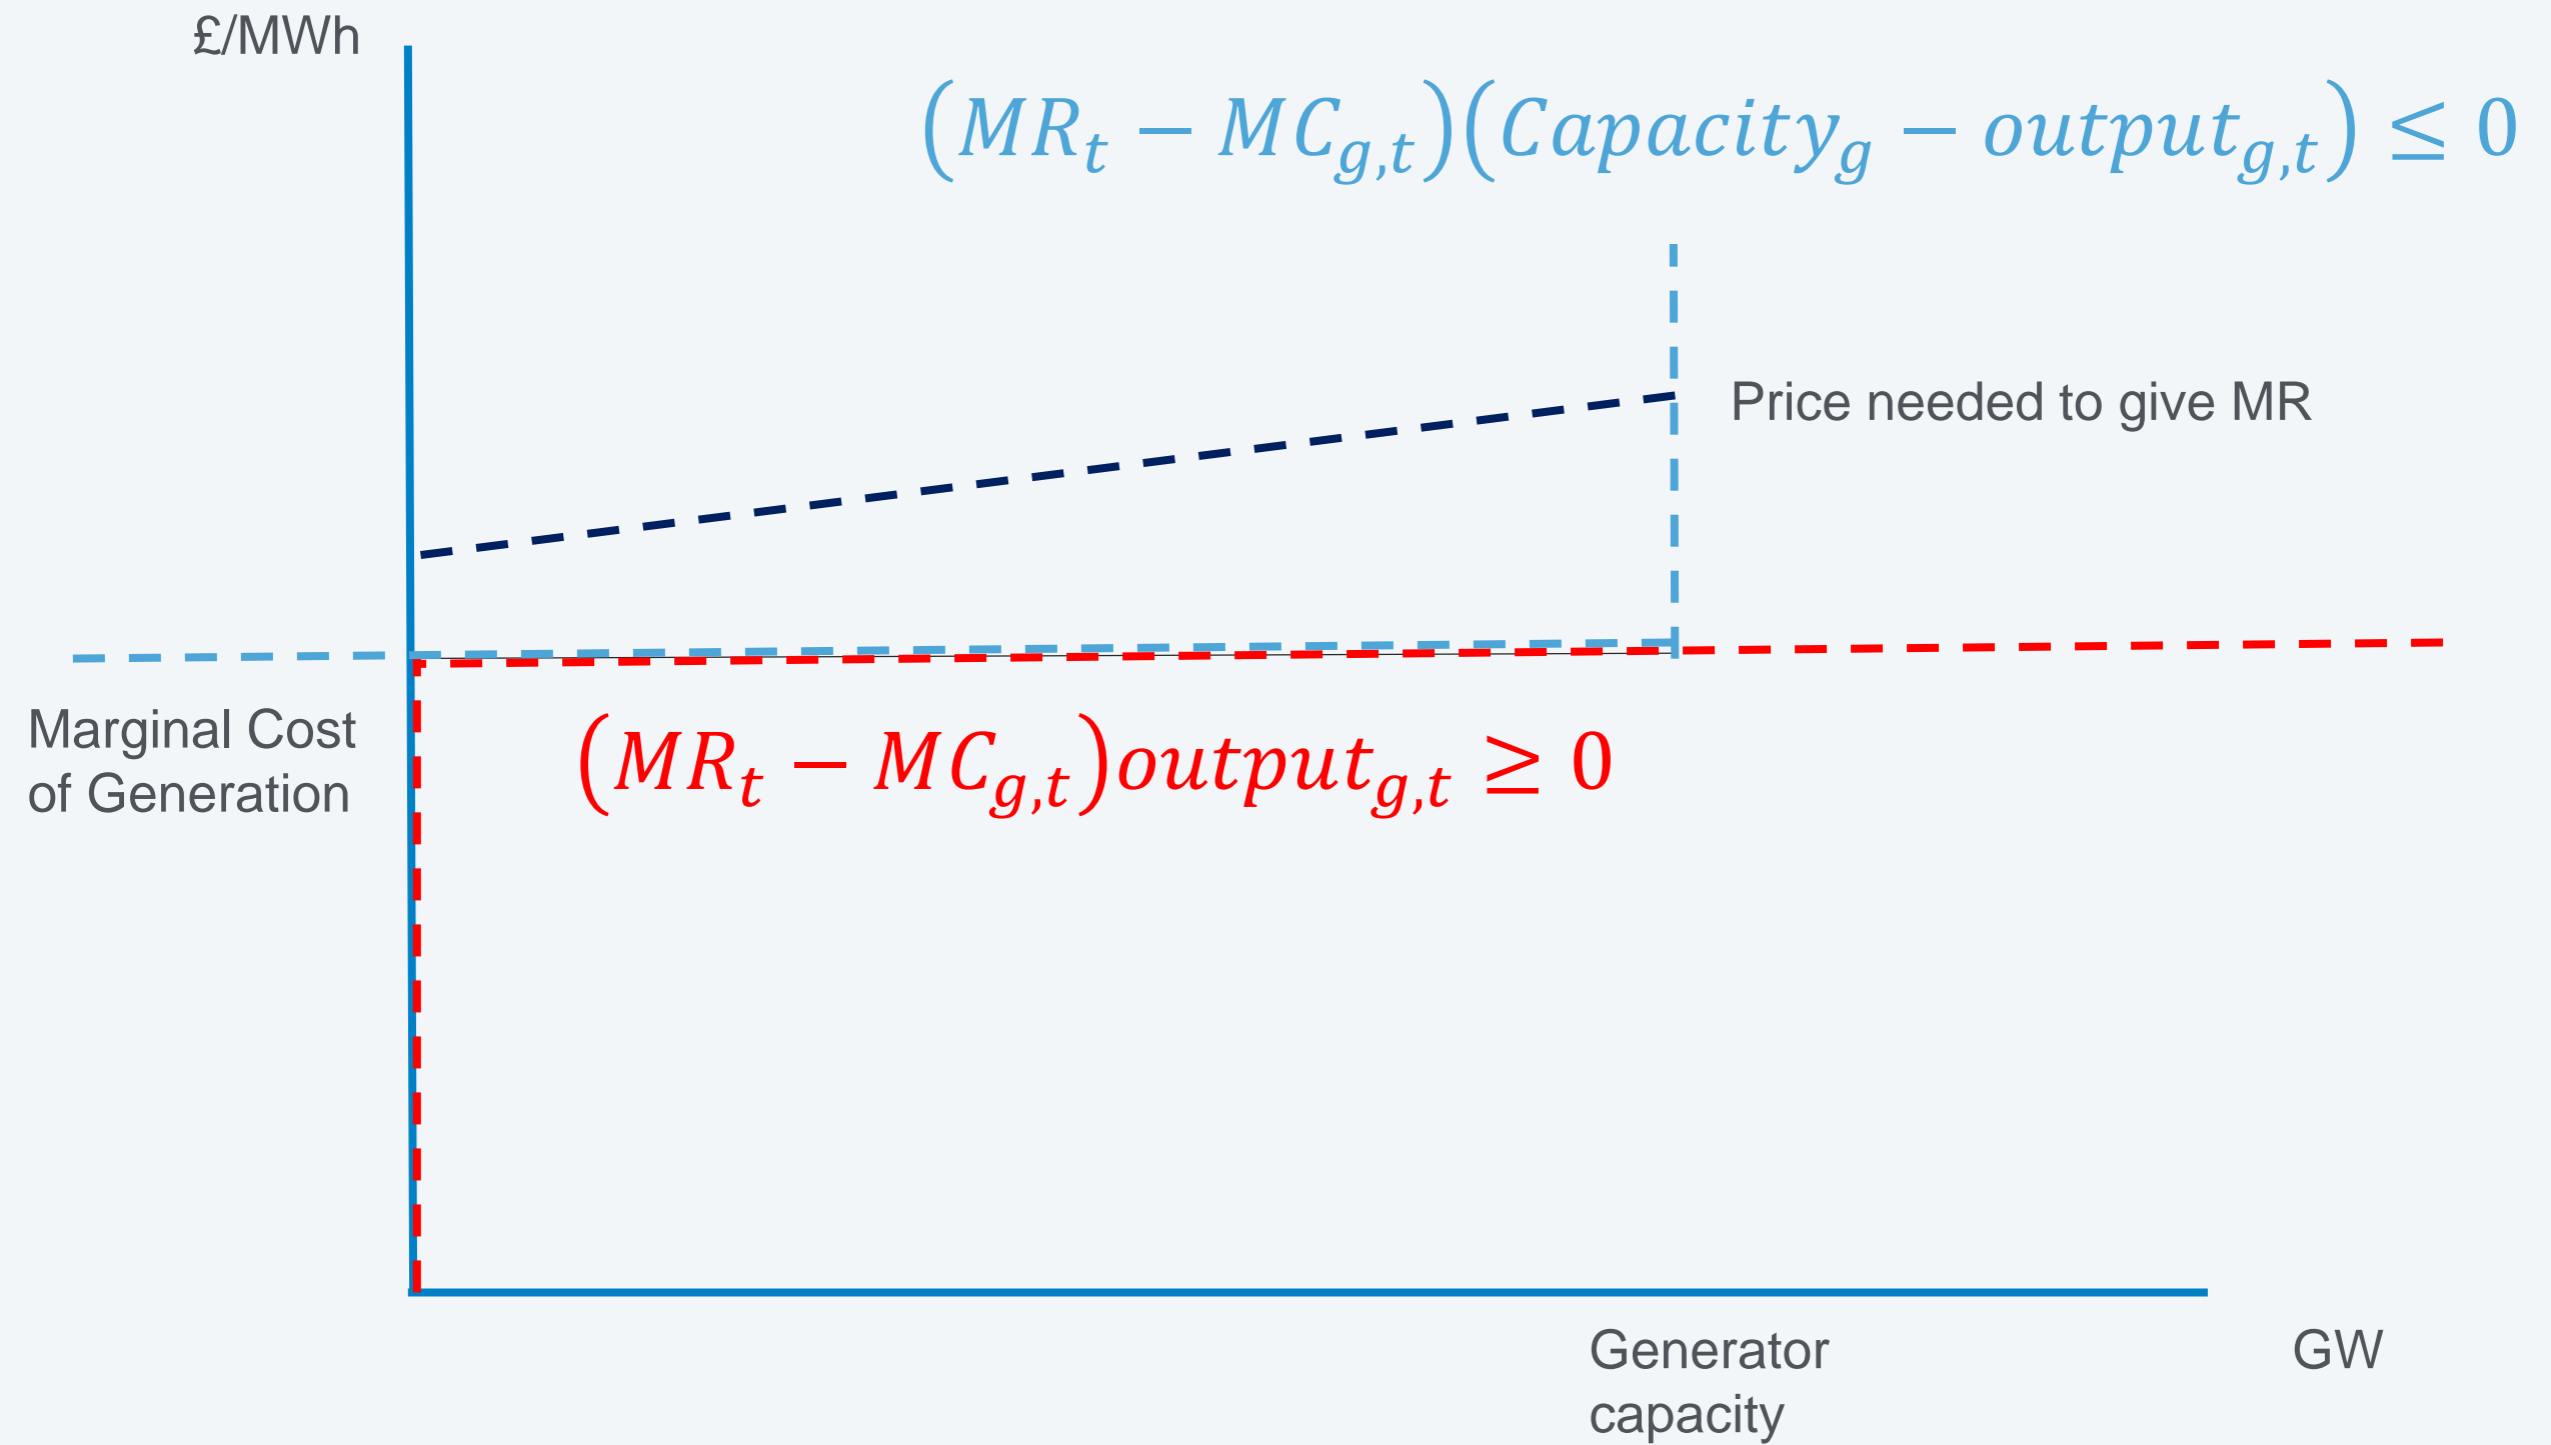 £/MWh
(MR_t − MC_{g,t})(Capacity_g − output_{g,t}) ≤ 0
Price needed to give MR
Marginal Cost
of Generation
(MR_t − MC_{g,t})output_{g,t} ≥ 0
Generator
capacity
GW